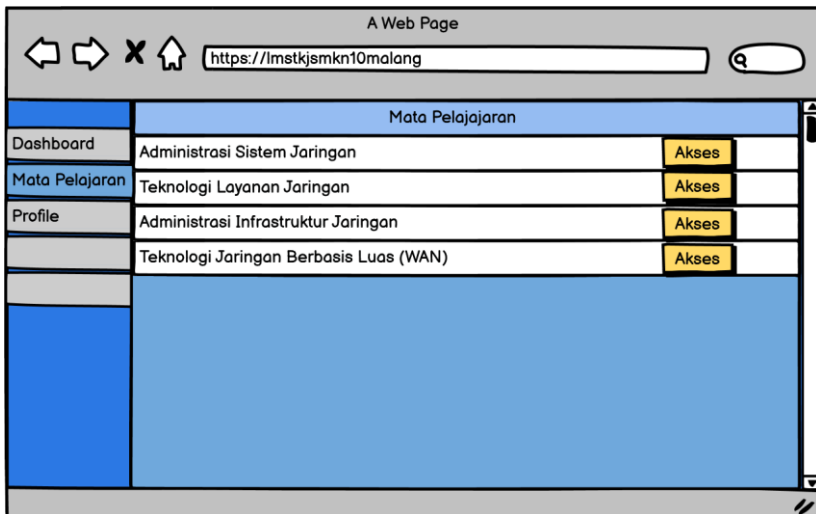 A Web Page
https://lmstkjsmkn10malang
Mata Pelajajaran
Dashboard
Mata Pelajaran
Profile
Administrasi Sistem Jaringan Akses
Teknologi Layanan Jaringan Akses
Administrasi Infrastruktur Jaringan Akses
Teknologi Jaringan Berbasis Luas (WAN) Akses